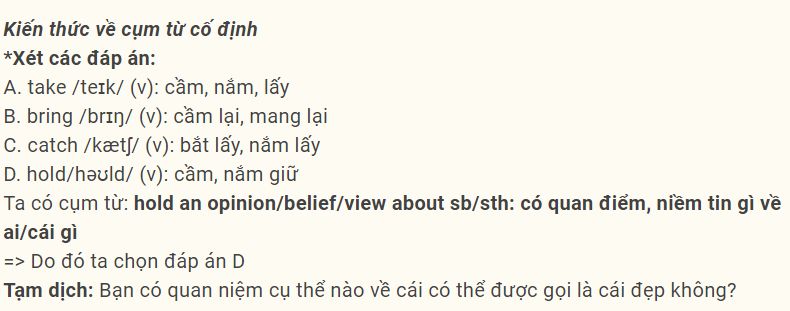 Kiến thức về cụm từ cố định
*Xét các đáp án:
A. take /teɪk/ (v): cầm, nắm, lấy
B. bring /brɪŋ/ (v): cầm lại, mang lại
C. catch /kætʃ/ (v): bắt lấy, nắm lấy
D. hold/həʊld/ (v): cầm, nắm giữ
Ta có cụm từ: hold an opinion/belief/view about sb/sth: có quan điểm, niềm tin gì về
ai/cái gì
=> Do đó ta chọn đáp án D
Tạm dịch: Bạn có quan niệm cụ thể nào về cái có thể được gọi là cái đẹp không?